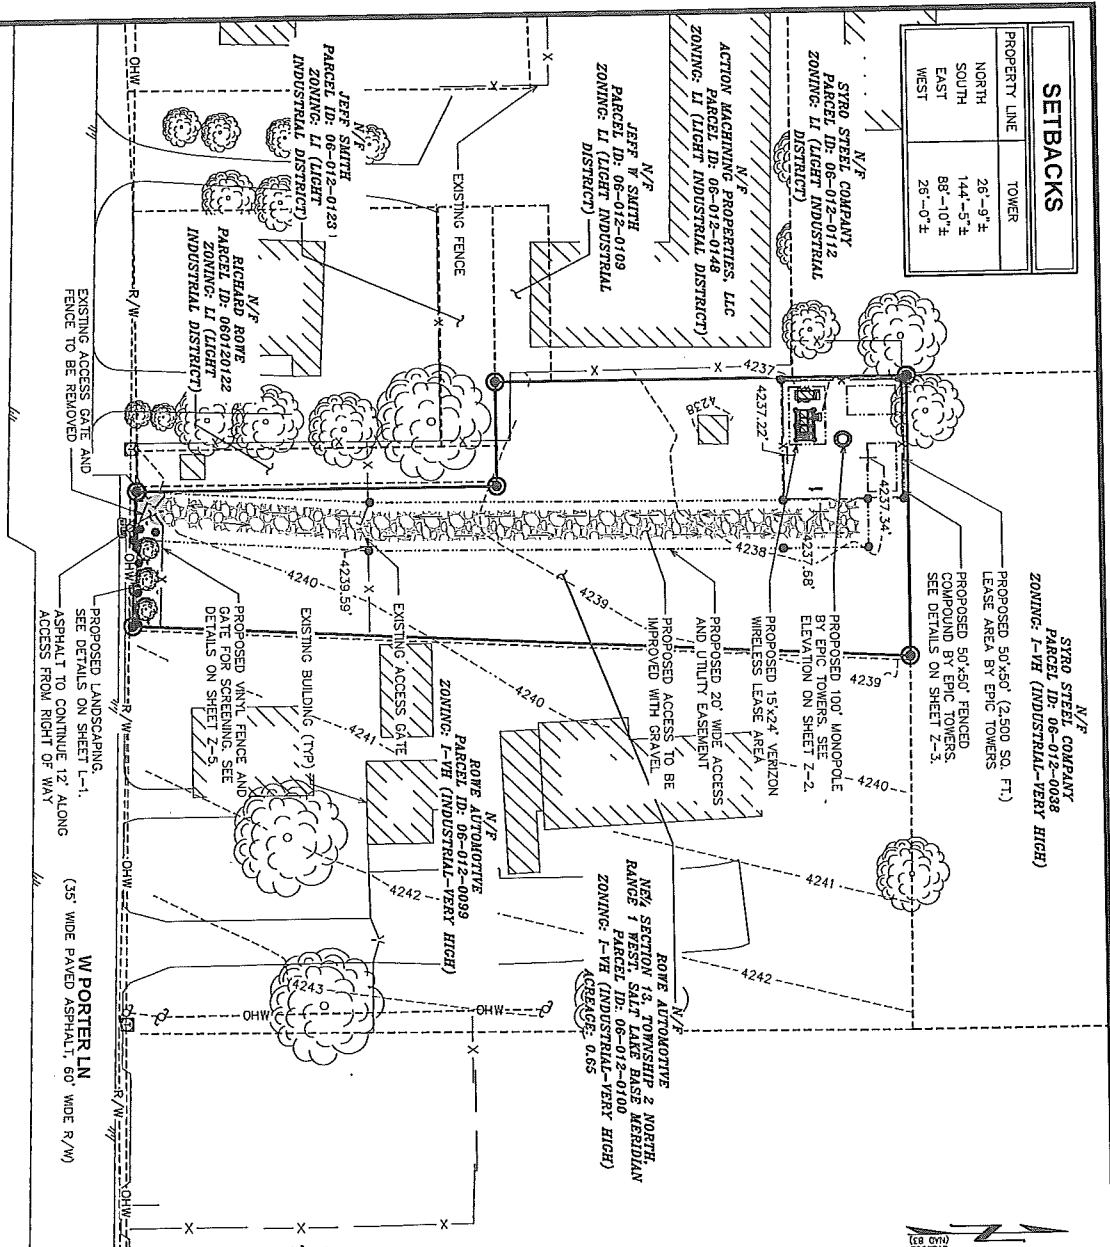 SETBACKS
PROPERTY LINE
TOWER
NORTH
26'-9"±
SOUTH
144'-5"±
EAST
88'-10"±
WEST
26'-0"±
N/F
SYRO STEEL COMPANY
PARCEL ID: 06-012-0038
ZONING: I-VH (INDUSTRIAL-VERY HIGH)
N/F
SYRO STEEL COMPANY
PARCEL ID: 06-012-0112
ZONING: LI (LIGHT INDUSTRIAL
DISTRICT)
N/F
ACTION MACHINING PROPERTIES, LLC
PARCEL ID: 06-012-0148
ZONING: LI (LIGHT INDUSTRIAL DISTRICT)
N/F
JEFF W SMITH
PARCEL ID: 06-012-0109
ZONING: LI (LIGHT INDUSTRIAL
DISTRICT)
EXISTING FENCE
N/F
JEFF SMITH
PARCEL ID: 06-012-0123
ZONING: LI (LIGHT
INDUSTRIAL DISTRICT)
N/F
RICHARD ROWE
PARCEL ID: 060120122
ZONING: LI (LIGHT
INDUSTRIAL DISTRICT)
EXISTING ACCESS GATE AND
FENCE TO BE REMOVED
PROPOSED 50'x50' (2,500 SQ. FT.)
LEASE AREA BY EPIC TOWERS
PROPOSED 50'x50' FENCED
COMPOUND BY EPIC TOWERS.
SEE DETAILS ON SHEET Z-3.
PROPOSED 100' MONOPOLE
BY EPIC TOWERS. SEE
ELEVATION ON SHEET Z-2.
PROPOSED 15'x24' VERIZON
WIRELESS LEASE AREA
PROPOSED 20' WIDE ACCESS
AND UTILITY EASEMENT
PROPOSED ACCESS TO BE
IMPROVED WITH GRAVEL
EXISTING ACCESS GATE
EXISTING BUILDING (TYP)
PROPOSED VINYL FENCE AND
GATE FOR SCREENING. SEE
DETAILS ON SHEET Z-5.
PROPOSED LANDSCAPING.
SEE DETAILS ON SHEET L-1.
ASPHALT TO CONTINUE 12' ALONG
ACCESS FROM RIGHT OF WAY
N/F
ROWE AUTOMOTIVE
PARCEL ID: 06-012-0099
ZONING: I-VH (INDUSTRIAL-VERY HIGH)
N/F
ROWE AUTOMOTIVE
NE¼ SECTION 13, TOWNSHIP 2 NORTH,
RANGE 1 WEST, SALT LAKE BASE MERIDIAN
PARCEL ID: 06-012-0100
ZONING: I-VH (INDUSTRIAL-VERY HIGH)
ACREAGE: 0.65
W PORTER LN
(35' WIDE PAVED ASPHALT, 60' WIDE R/W)
4237
4237.22'
4238
4237.34'
4237.68'
4238
4239
4239
4239.59'
4240
4240
4240
4241
4241
4242
4242
4243
OHW
OHW
OHW
OHW
OHW
OHW
OHW
R/W
R/W
R/W
(NAD 83)